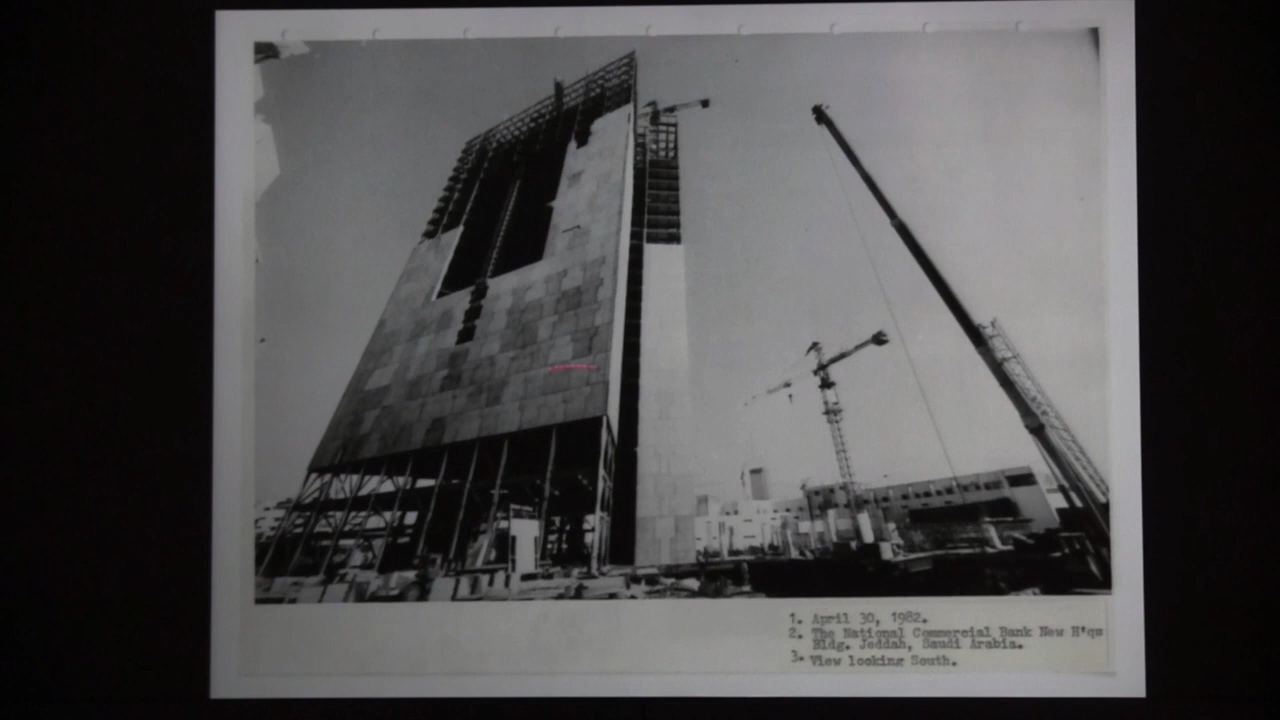 1. April 30, 1982.
2. The National Commercial Bank New H'qs
Bldg. Jeddah, Saudi Arabia.
3. View looking South.